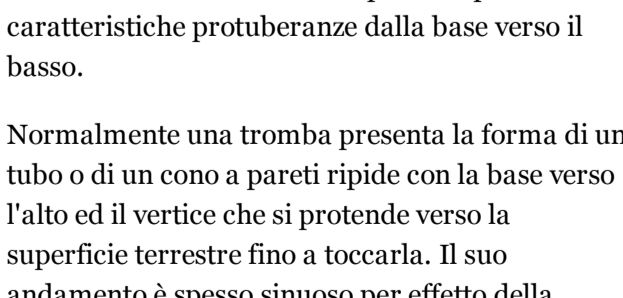 caratteristiche protuberanze dalla base verso il
basso.
Normalmente una tromba presenta la forma di un
tubo o di un cono a pareti ripide con la base verso
l'alto ed il vertice che si protende verso la
superficie terrestre fino a toccarla. Il suo
andamento è spesso sinuoso per effetto della